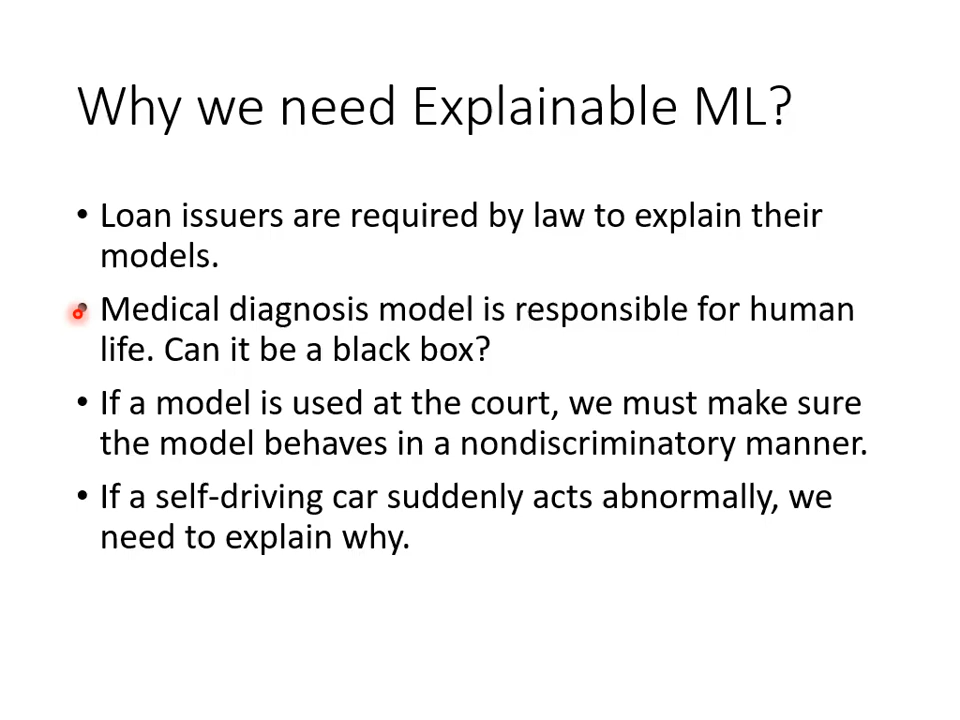 Why we need Explainable ML?
• Loan issuers are required by law to explain their
models.
• Medical diagnosis model is responsible for human
life. Can it be a black box?
• If a model is used at the court, we must make sure
the model behaves in a nondiscriminatory manner.
• If a self-driving car suddenly acts abnormally, we
need to explain why.